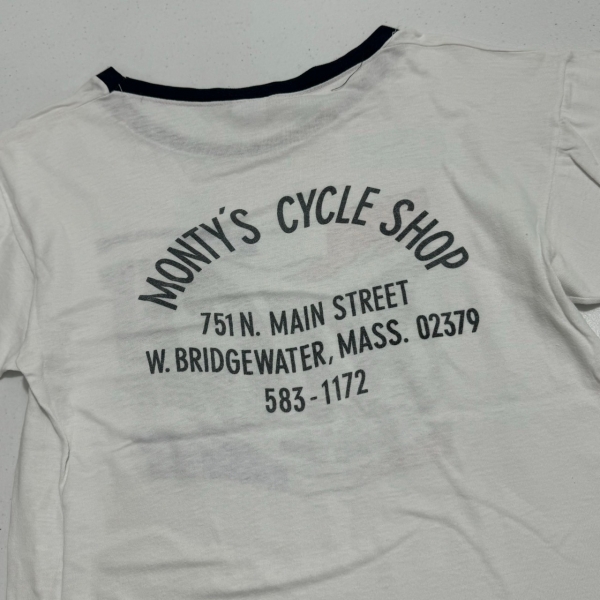 MONTY'S CYCLE SHOP
751 N. MAIN STREET
W. BRIDGEWATER, MASS. 02379
583-1172